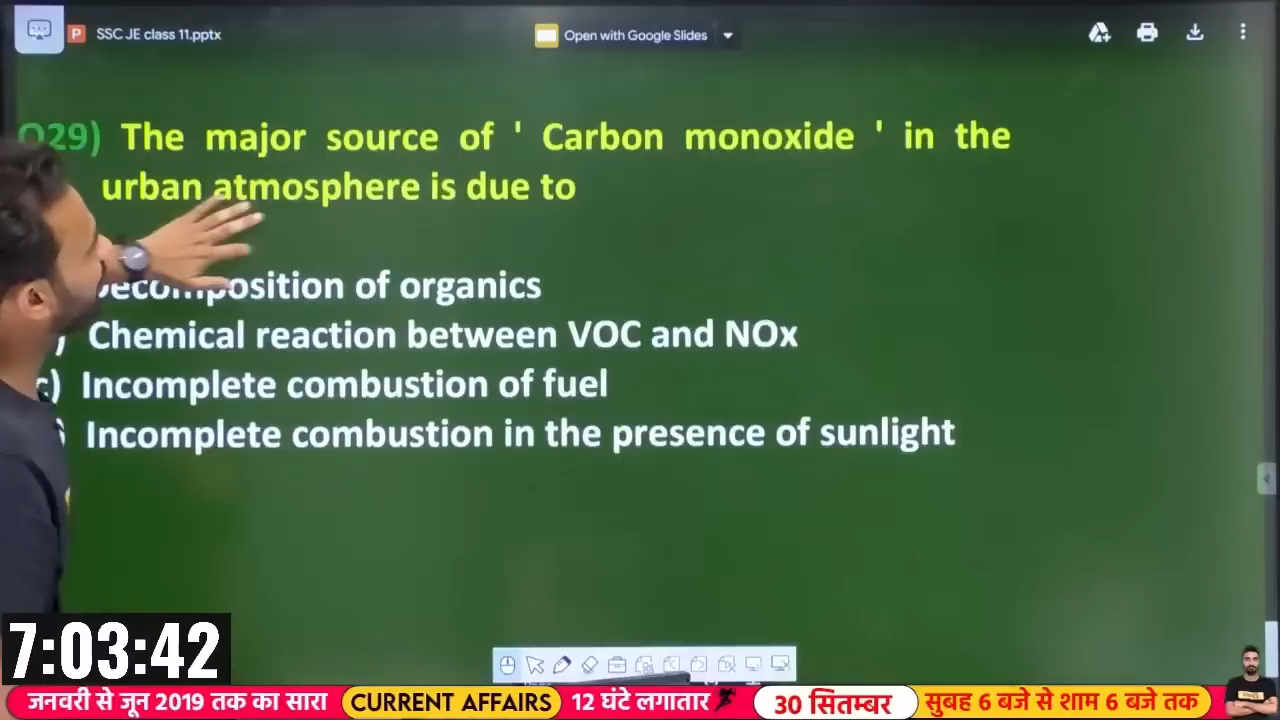 SSC JE class 11.pptx
Open with Google Slides
Q29) The major source of ' Carbon monoxide ' in the
urban atmosphere is due to
Decomposition of organics
) Chemical reaction between VOC and NOx
c) Incomplete combustion of fuel
Incomplete combustion in the presence of sunlight
7:03:42
जनवरी से जून 2019 तक का सारा CURRENT AFFAIRS 12 घंटे लगातार 30 सितम्बर सुबह 6 बजे से शाम 6 बजे तक